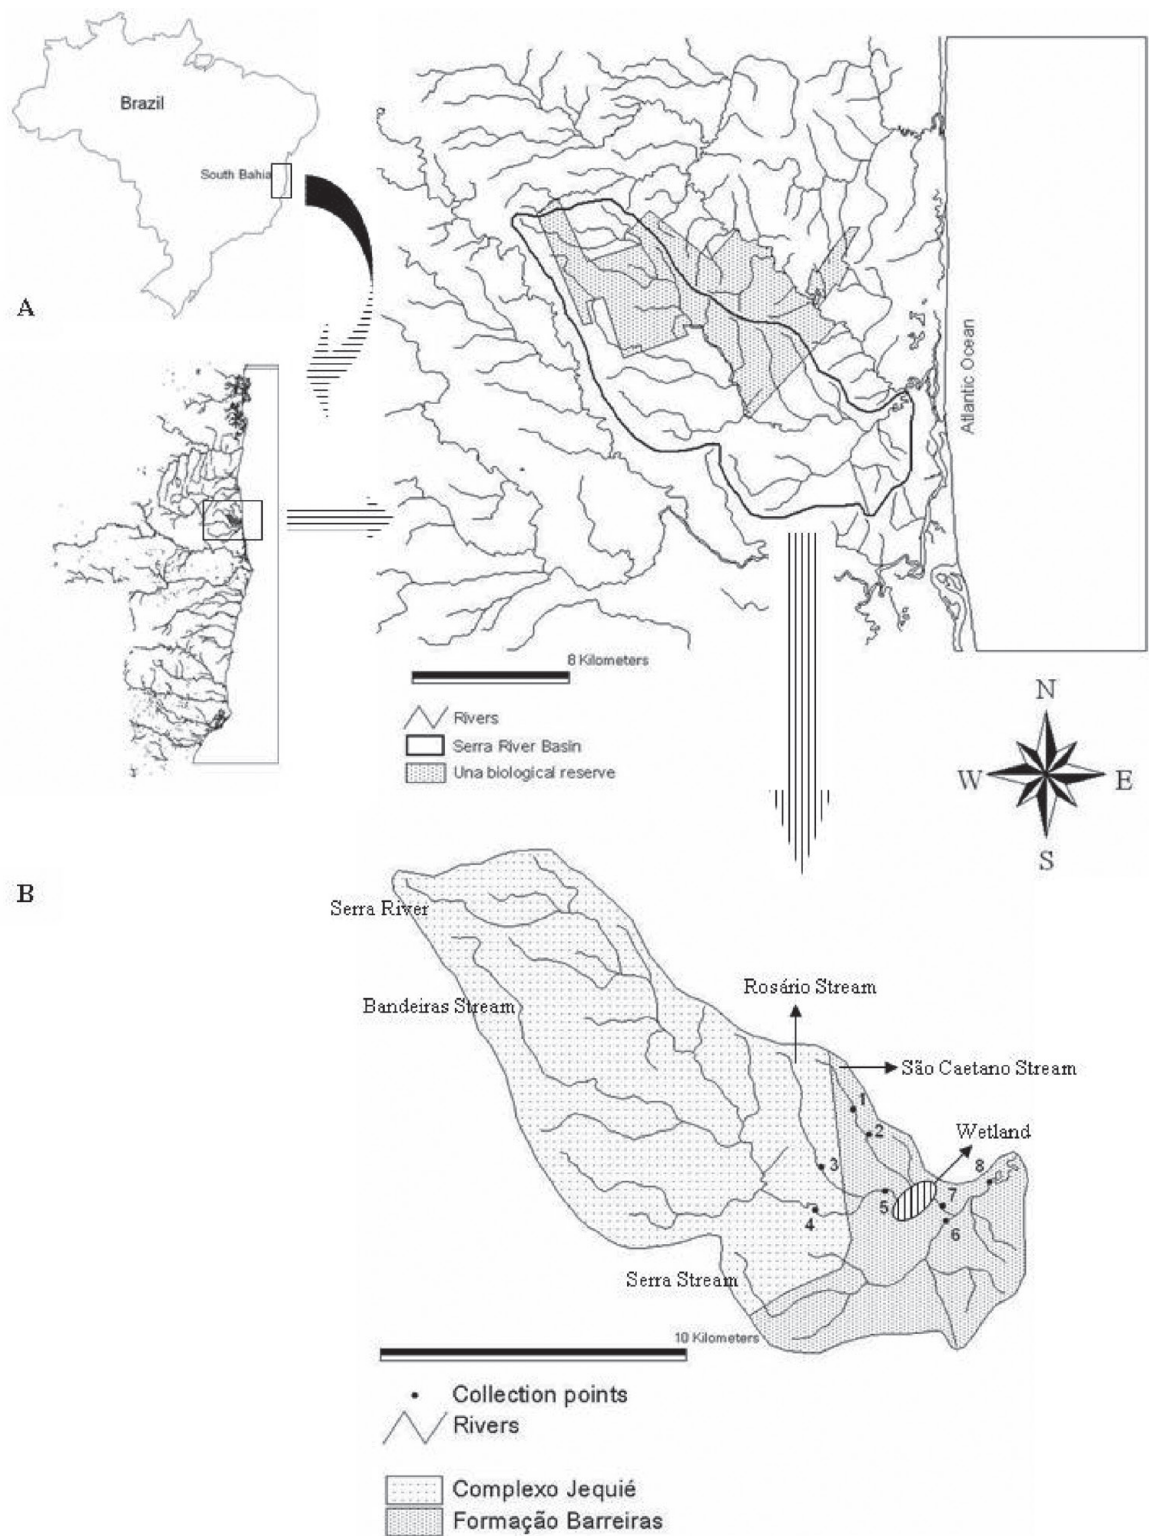 Brazil
South Bahia
A
Atlantic Ocean
8 Kilometers
Rivers
Serra River Basin
Una biological reserve
N
W
E
S
B
Serra River
Bandeiras Stream
Rosário Stream
São Caetano Stream
1
2
Wetland
3
8
5
7
4
6
Serra Stream
10 Kilometers
Collection points
Rivers
Complexo Jequié
Formação Barreiras